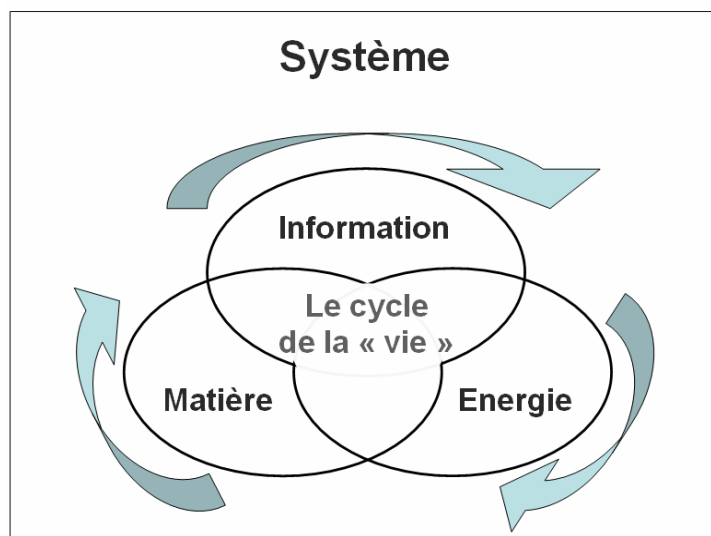 Système
Information
Le cycle
de la « vie »
Matière
Energie